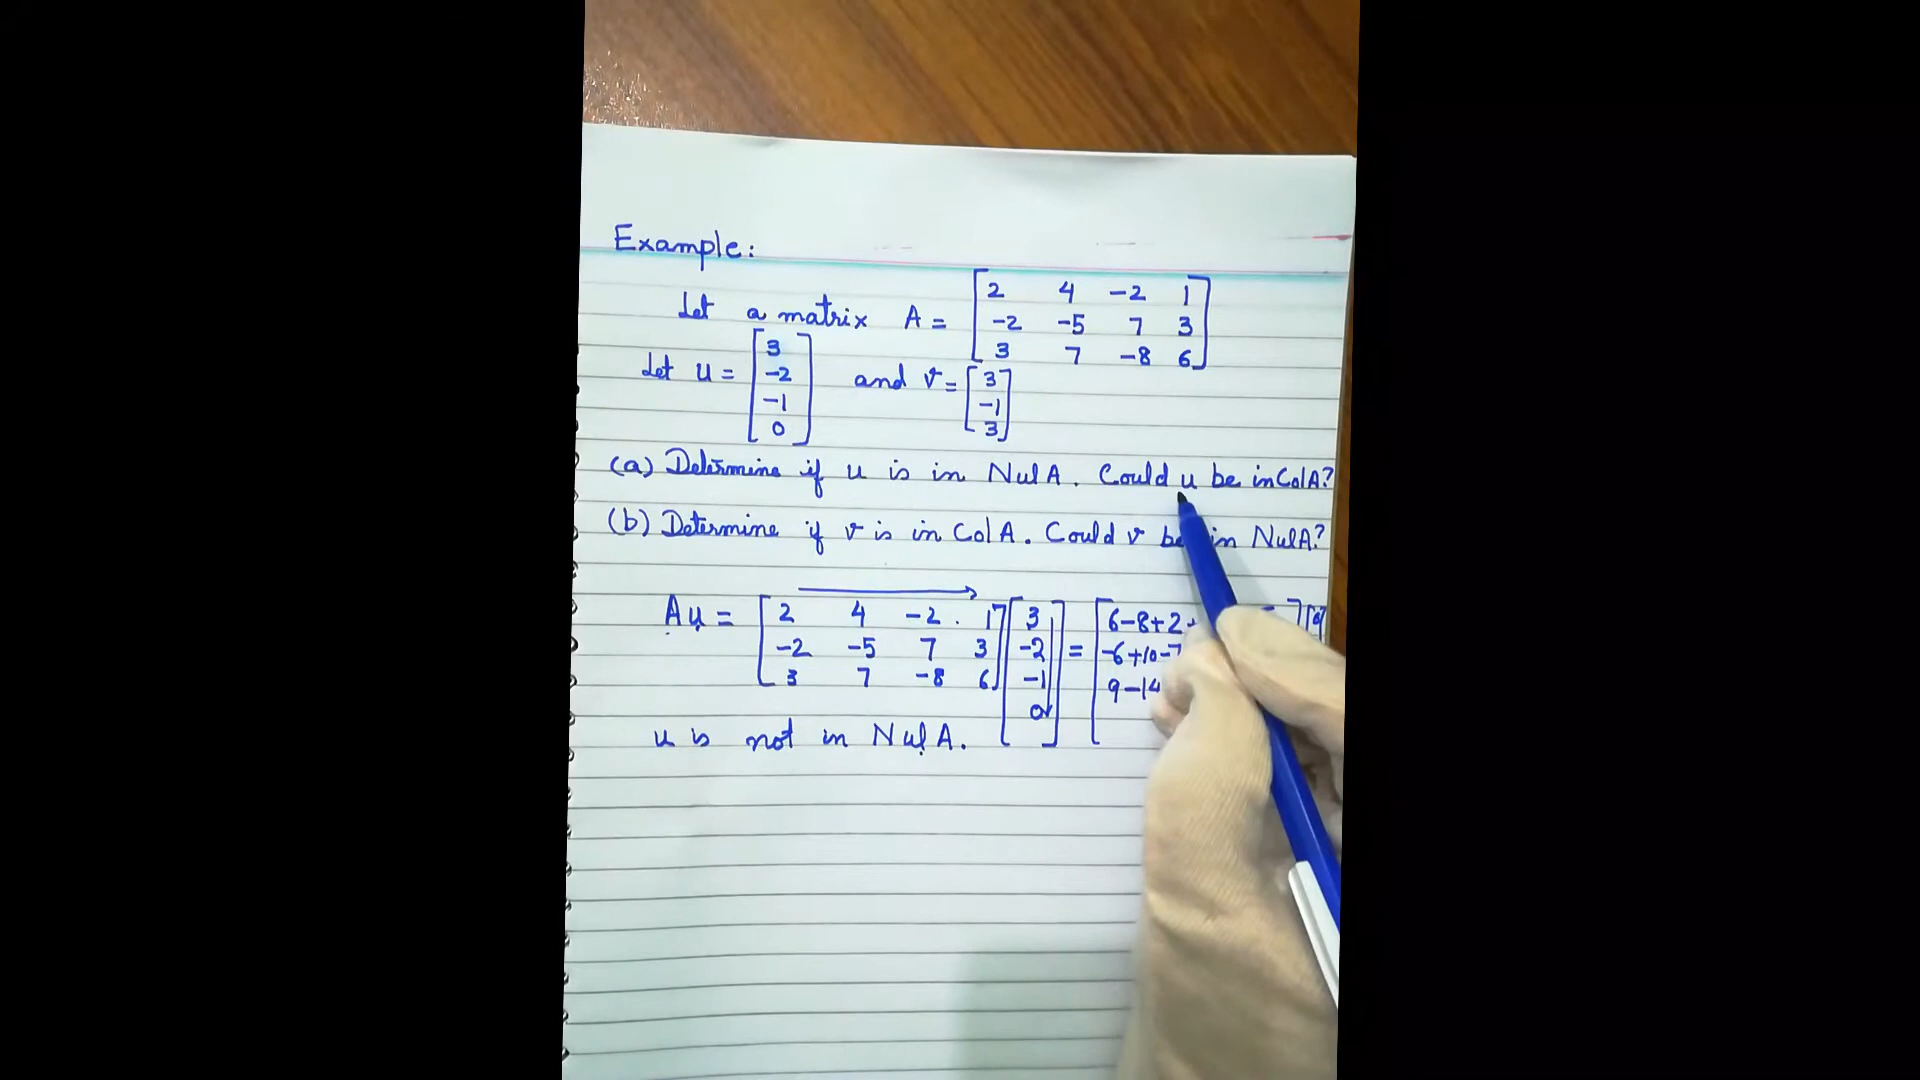 Example:
Let a matrix A = [2 4 -2 1
-2 -5 7 3
3 7 -8 6]
Let u = [3
-2
-1
0] and v = [3
-1
3]
(a) Determine if u is in Nul A. Could u be in Col A?
(b) Determine if v is in Col A. Could v be in Nul A?
Au = [2 4 -2 . 1] [3] = [6-8+2+
-2 -5 7 3 -2 -6+10-7
3 7 -8 6 -1 9-14
0
u is not in Nul A.